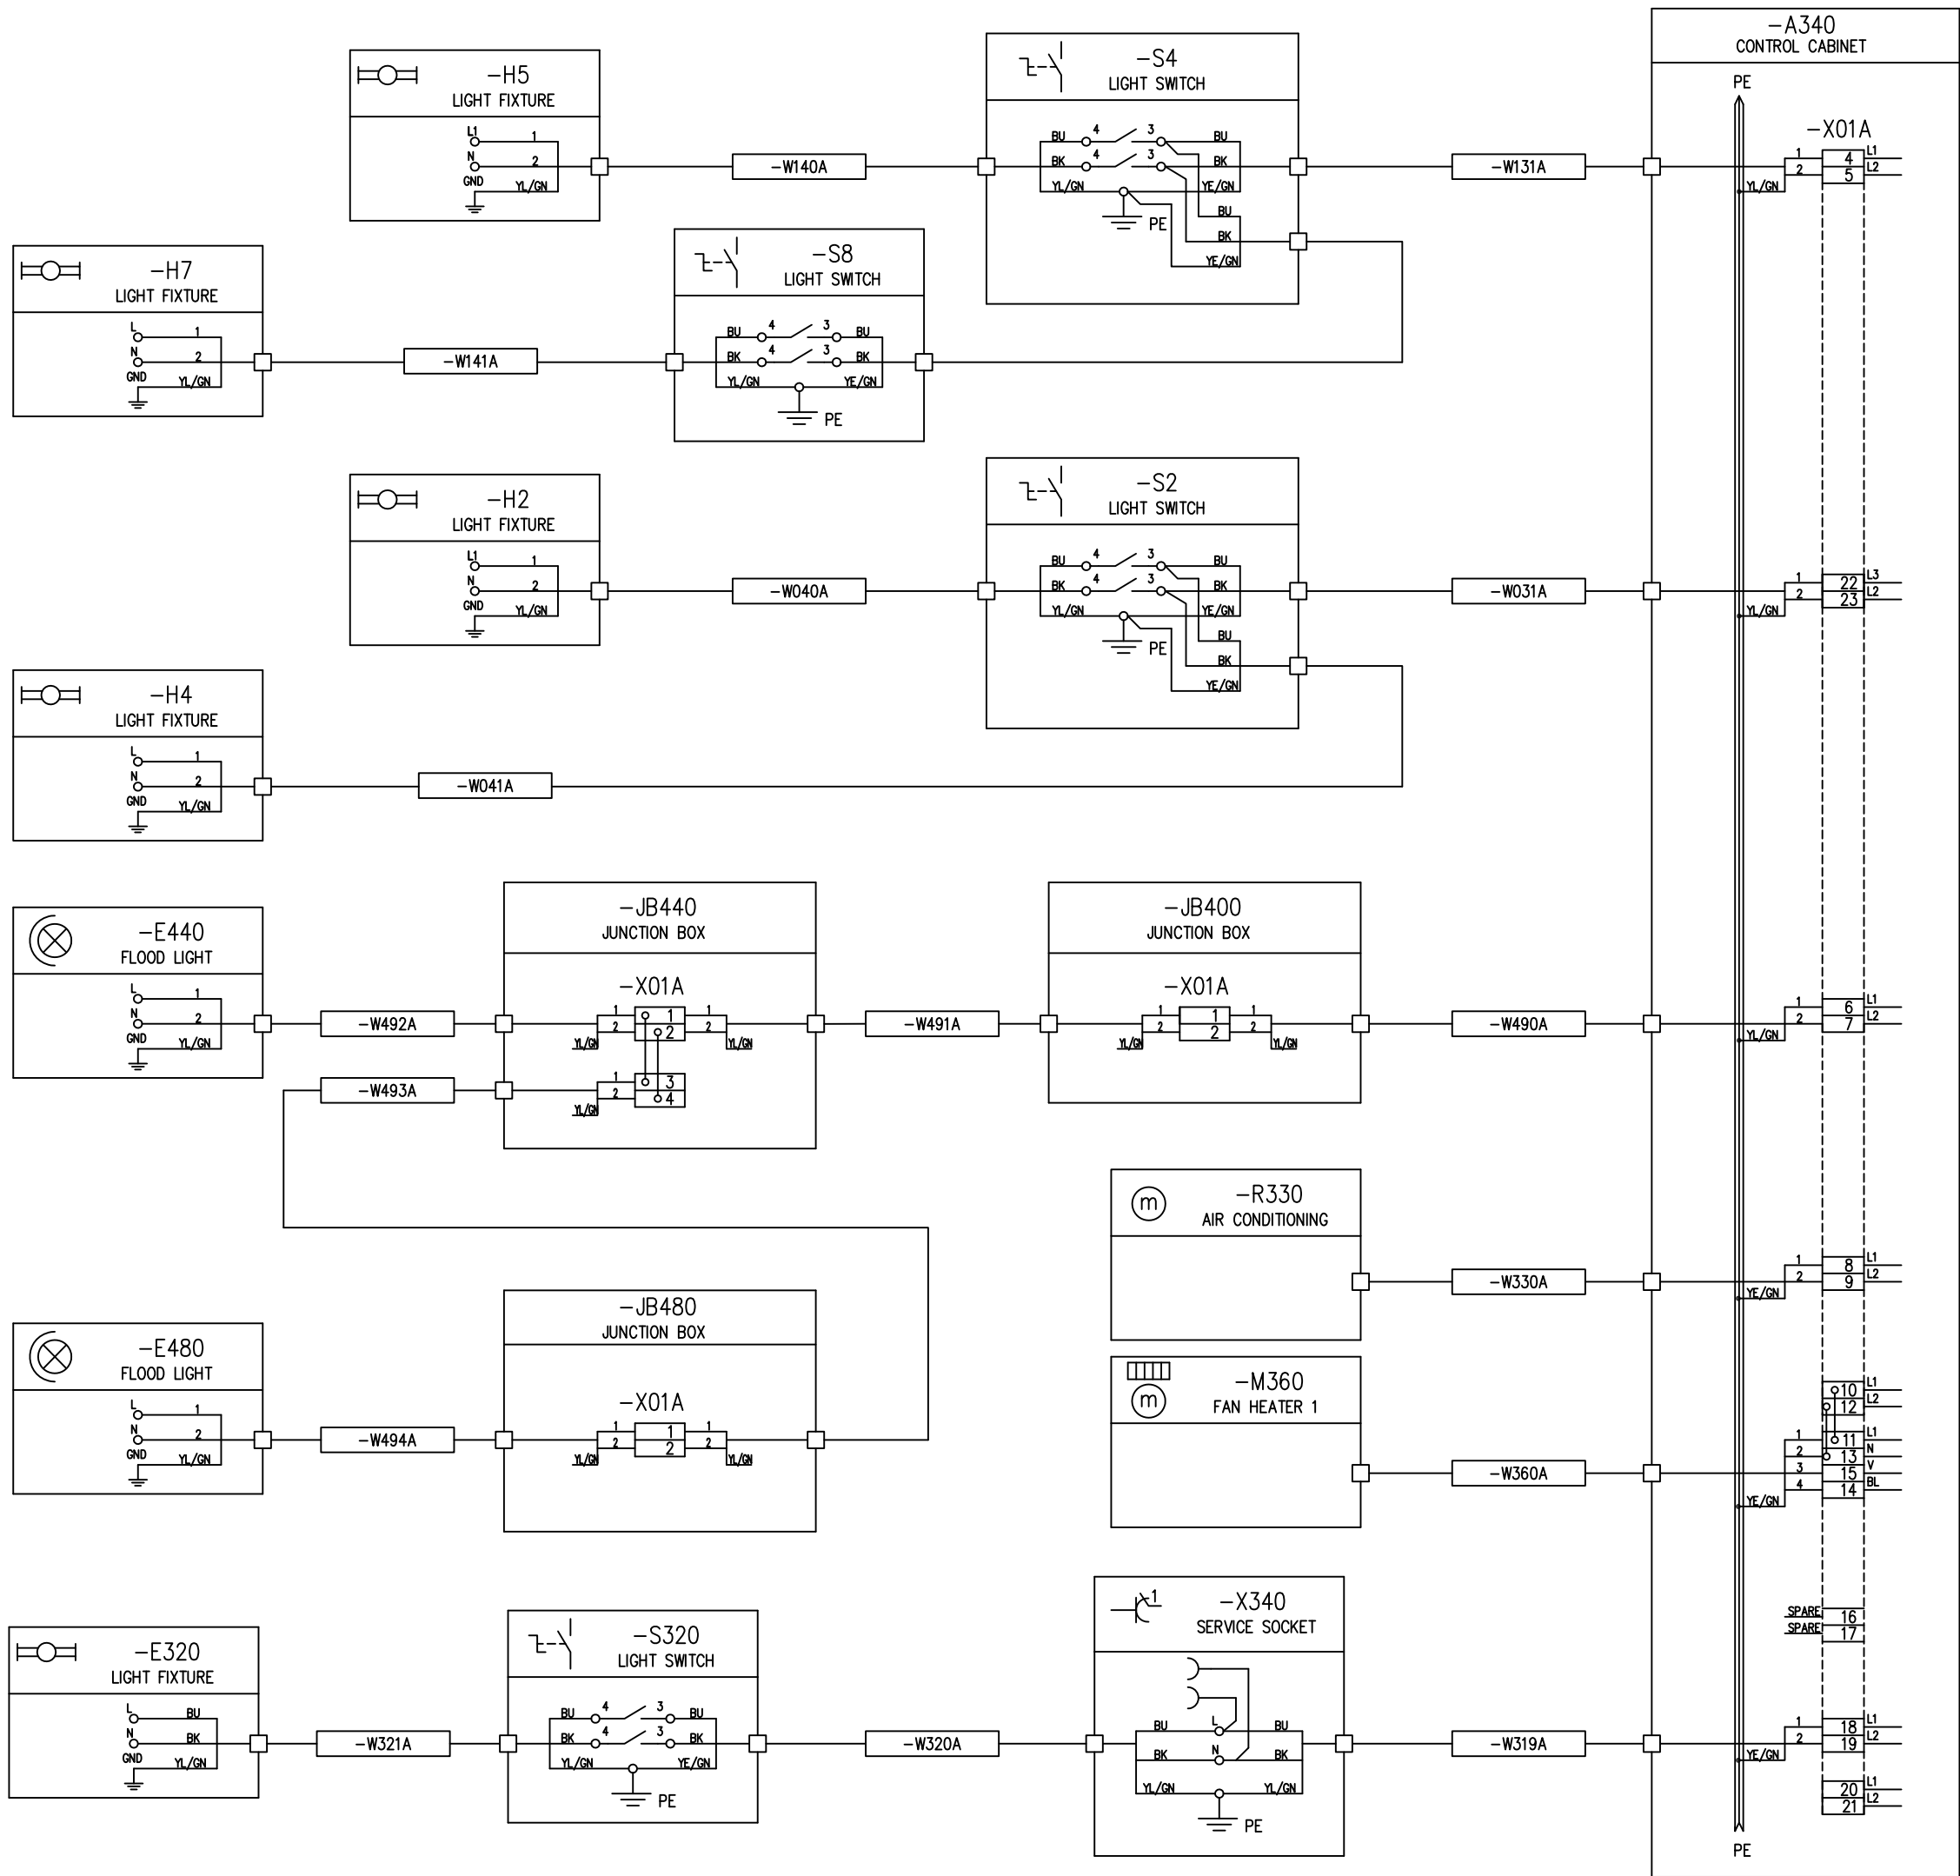 -A340
CONTROL CABINET
PE
-X01A
-H5
LIGHT FIXTURE
L1
1
N
2
GND
YL/GN
-W140A
-S4
LIGHT SWITCH
BU
4
3
BU
BK
4
3
BK
YL/GN
YE/GN
PE
BU
BK
YE/GN
-W131A
1
4
L1
2
5
L2
YL/GN
-H7
LIGHT FIXTURE
L
1
N
2
GND
YL/GN
-W141A
-S8
LIGHT SWITCH
BU
4
3
BU
BK
4
3
BK
YL/GN
YE/GN
PE
-H2
LIGHT FIXTURE
L1
1
N
2
GND
YL/GN
-W040A
-S2
LIGHT SWITCH
BU
4
3
BU
BK
4
3
BK
YL/GN
YE/GN
PE
BU
BK
YE/GN
-W031A
1
22
L3
2
23
L2
YL/GN
-H4
LIGHT FIXTURE
L
1
N
2
GND
YL/GN
-W041A
-E440
FLOOD LIGHT
L
1
N
2
GND
YL/GN
-W492A
-W493A
-JB440
JUNCTION BOX
-X01A
1
1
1
2
2
2
YL/GN
YL/GN
1
3
2
4
YL/GN
-W491A
-JB400
JUNCTION BOX
-X01A
1
1
1
2
2
2
YL/GN
YL/GN
-W490A
1
6
L1
2
7
L2
YL/GN
-R330
AIR CONDITIONING
m
-W330A
1
8
L1
2
9
L2
YE/GN
-E480
FLOOD LIGHT
L
1
N
2
GND
YL/GN
-W494A
-JB480
JUNCTION BOX
-X01A
1
1
1
2
2
2
YL/GN
YL/GN
-M360
FAN HEATER 1
m
-W360A
10
L1
12
L2
1
11
L1
2
13
N
3
15
V
4
14
BL
YE/GN
SPARE
16
SPARE
17
-E320
LIGHT FIXTURE
L
BU
N
BK
GND
YL/GN
-W321A
-S320
LIGHT SWITCH
BU
4
3
BU
BK
4
3
BK
YL/GN
YE/GN
PE
-W320A
1
-X340
SERVICE SOCKET
BU
L
BU
BK
N
BK
YL/GN
YL/GN
PE
-W319A
1
18
L1
2
19
L2
YE/GN
20
L1
21
L2
PE